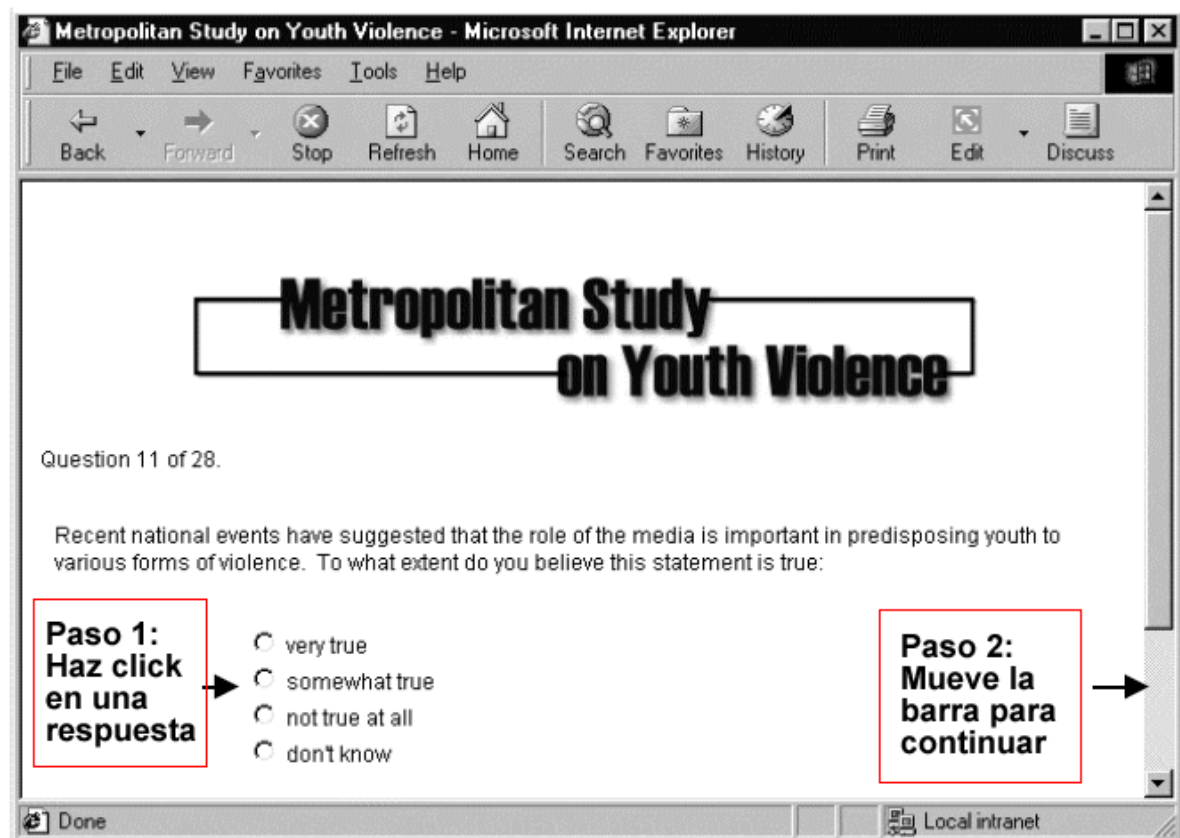 Metropolitan Study on Youth Violence - Microsoft Internet Explorer
File Edit View Favorites Tools Help
Back Forward Stop Refresh Home Search Favorites History Print Edit Discuss
Metropolitan Study
on Youth Violence
Question 11 of 28.
Recent national events have suggested that the role of the media is important in predisposing youth to
various forms of violence. To what extent do you believe this statement is true:
Paso 1:
Haz click
en una
respuesta
very true
somewhat true
not true at all
don't know
Paso 2:
Mueve la
barra para
continuar
Done
Local intranet